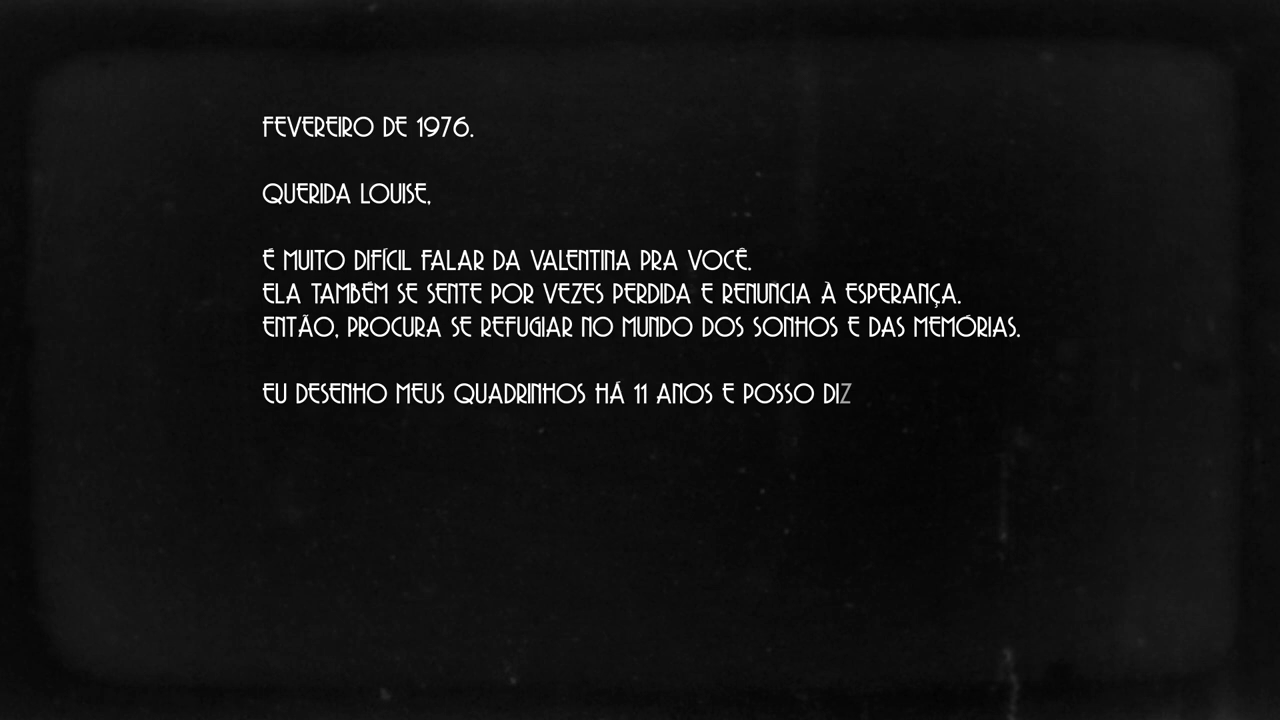 FEVEREIRO DE 1976.
QUERIDA LOUISE,
É MUITO DIFÍCIL FALAR DA VALENTINA PRA VOCÊ.
ELA TAMBÉM SE SENTE POR VEZES PERDIDA E RENUNCIA À ESPERANÇA.
ENTÃO, PROCURA SE REFUGIAR NO MUNDO DOS SONHOS E DAS MEMÓRIAS.
EU DESENHO MEUS QUADRINHOS HÁ 11 ANOS E POSSO DIZ